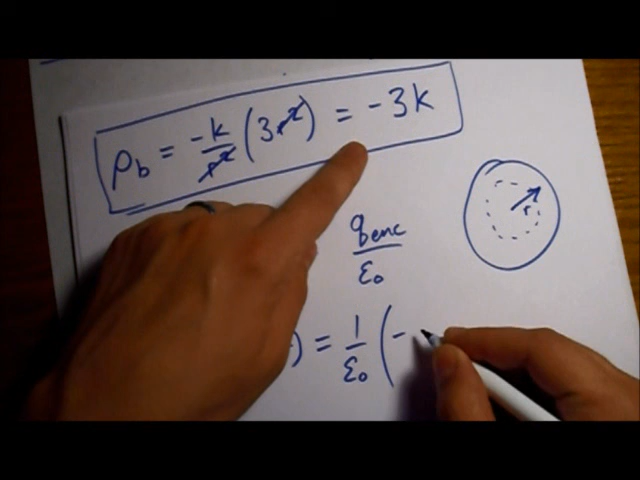 ρb = -k/r² (3r²) = -3k
r
qenc/ε₀
) = 1/ε₀ (-